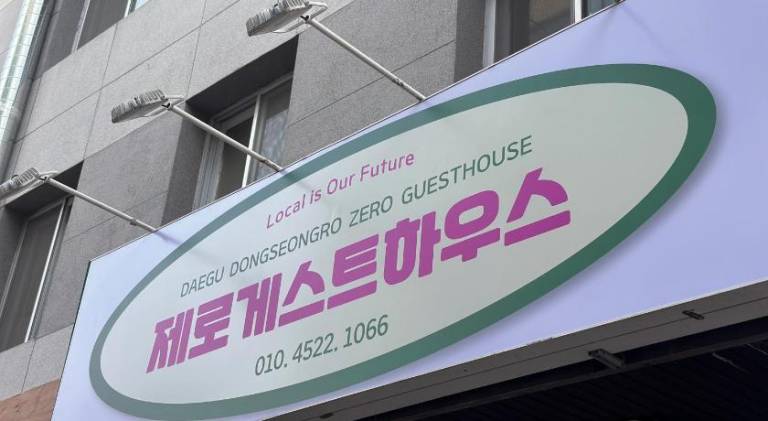 Local is Our Future
DAEGU DONGSEONGRO ZERO GUESTHOUSE
제로게스트하우스
010. 4522. 1066